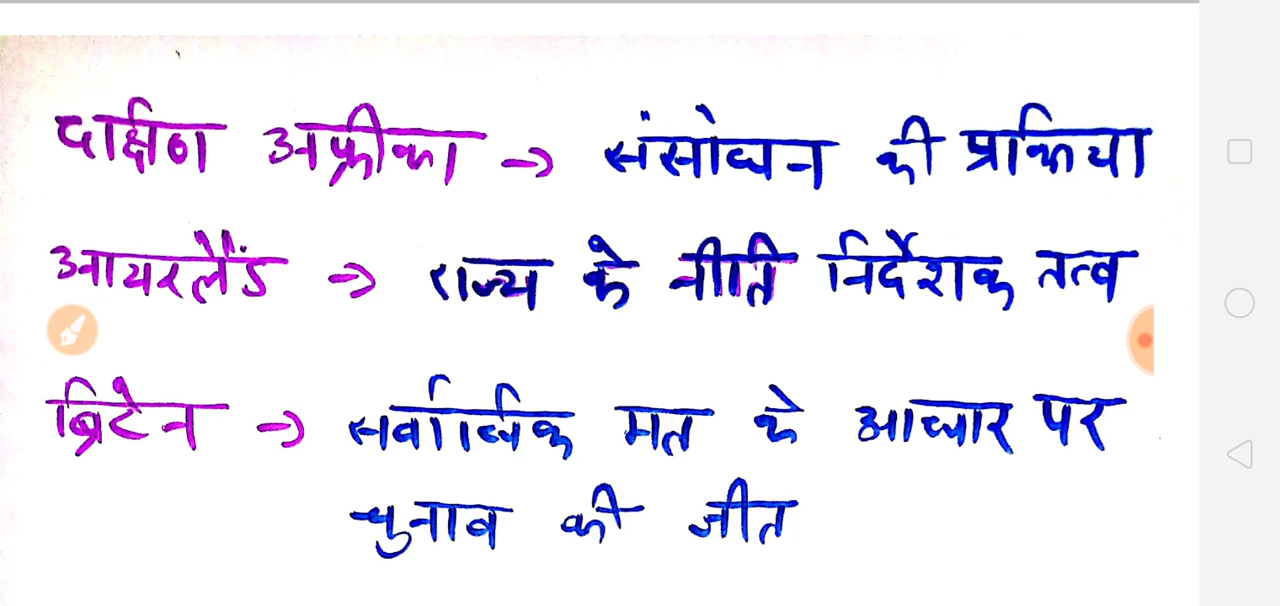 दक्षिण अफ्रीका → संसोधन की प्रक्रिया
आयरलैंड → राज्य के नीति निर्देशक तत्व
ब्रिटेन → सर्वाधिक मत के आधार पर
चुनाव की जीत